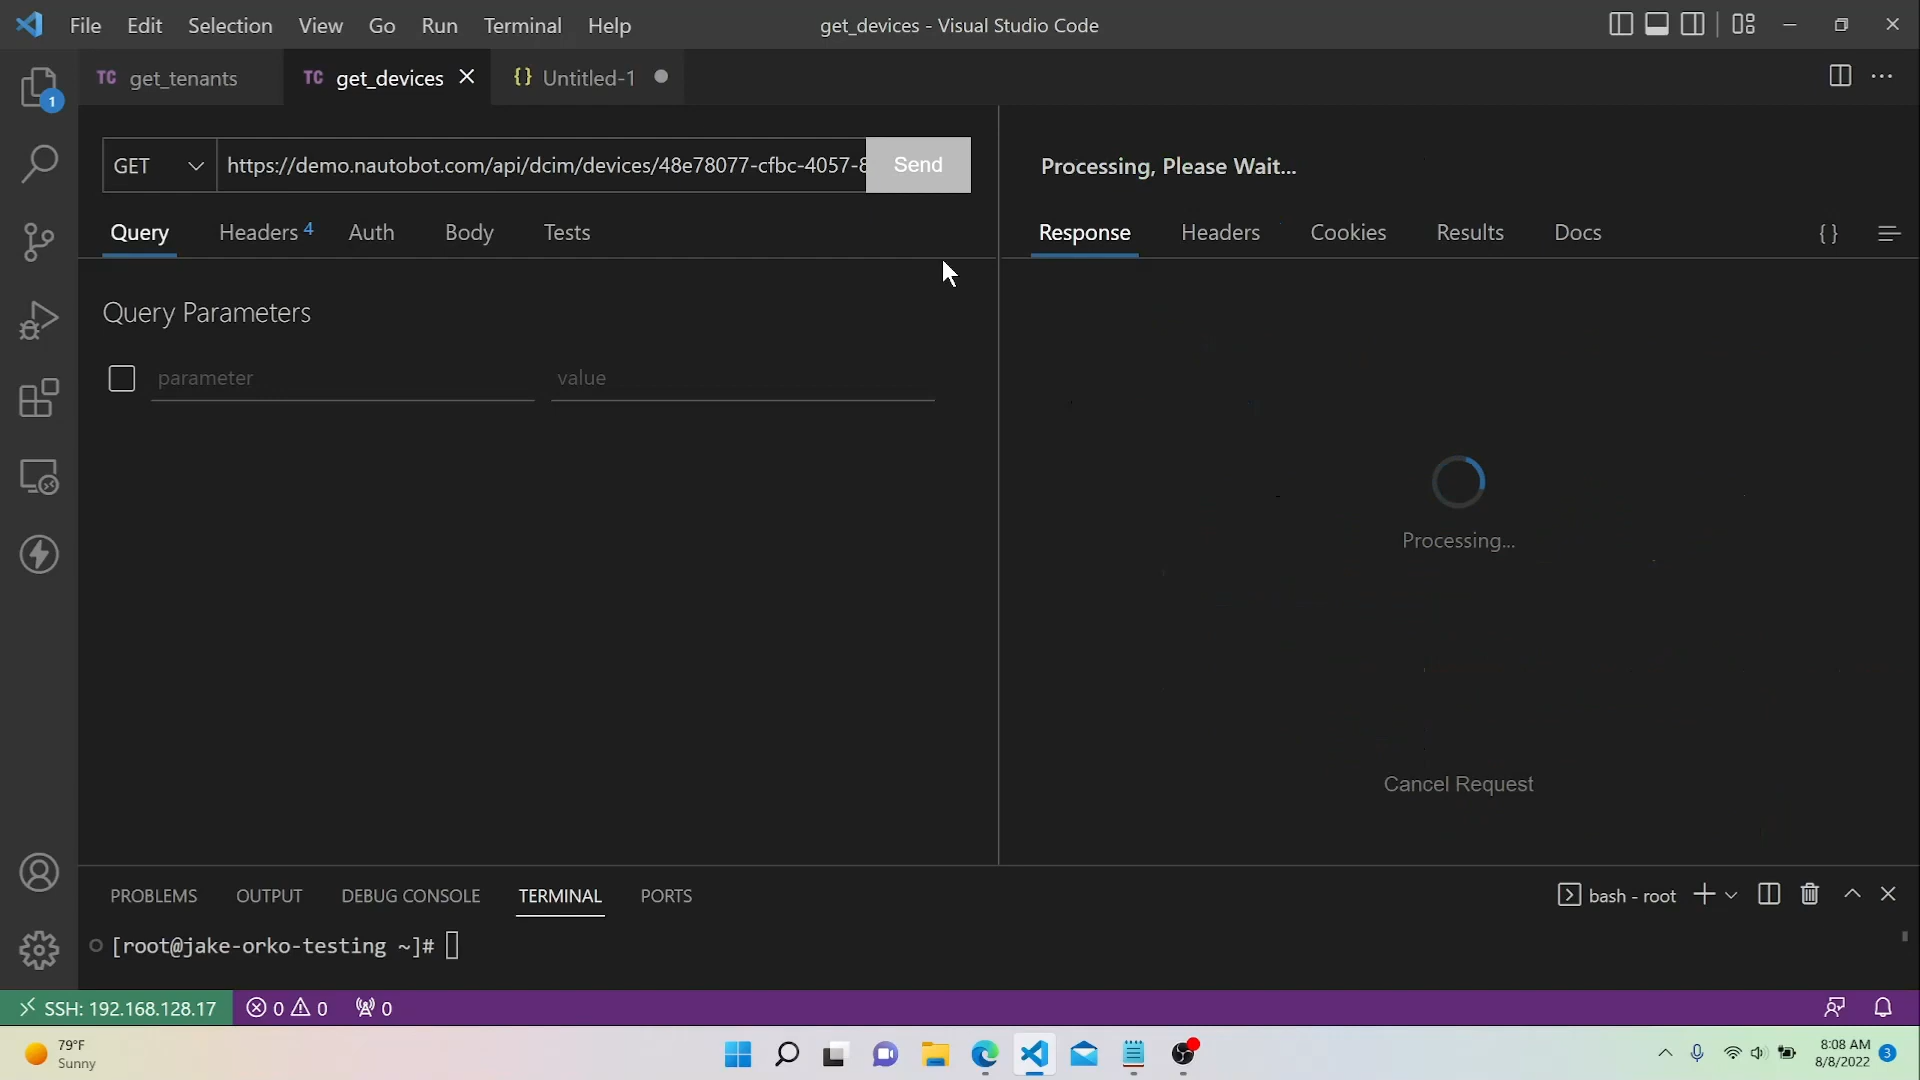 File Edit Selection View Go Run Terminal Help
get_devices - Visual Studio Code
1
TC get_tenants
TC get_devices
{} Untitled-1
GET
https://demo.nautobot.com/api/dcim/devices/48e78077-cfbc-4057-8
Send
Processing, Please Wait...
Query Headers 4 Auth Body Tests
Response Headers Cookies Results Docs { }
Query Parameters
parameter value
Processing...
Cancel Request
PROBLEMS OUTPUT DEBUG CONSOLE TERMINAL PORTS
bash - root
[root@jake-orko-testing ~]#
SSH: 192.168.128.17 0 0 0
79°F
Sunny
8:08 AM
8/8/2022
3